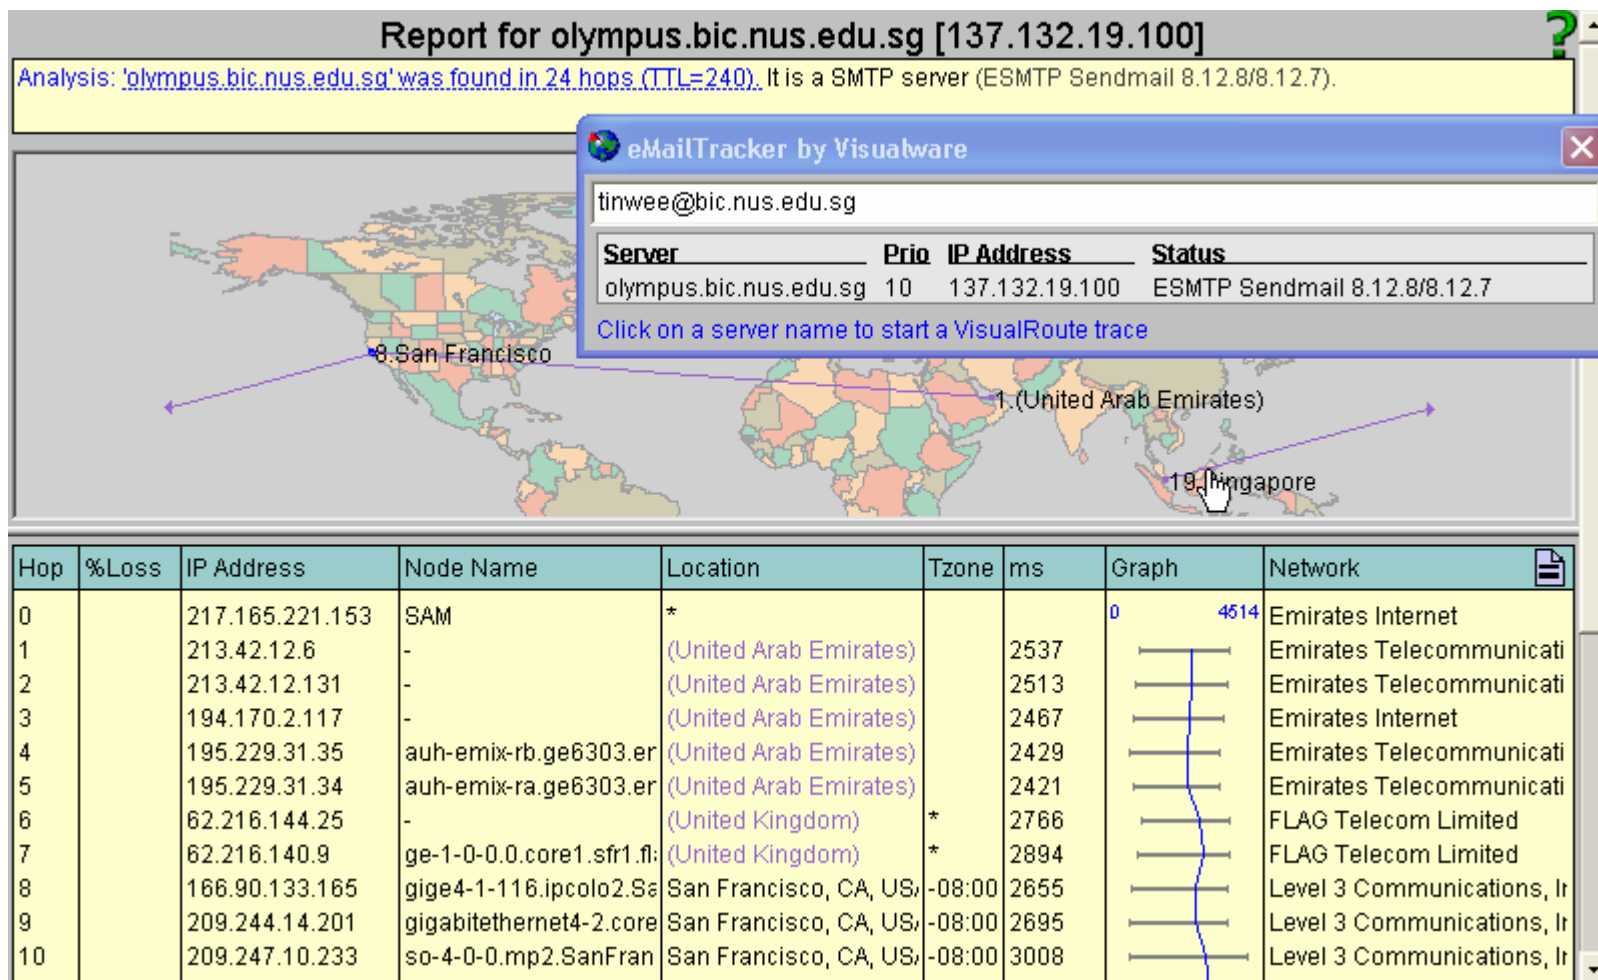 Report for olympus.bic.nus.edu.sg [137.132.19.100]
?
Analysis: 'olympus.bic.nus.edu.sg' was found in 24 hops (TTL=240). It is a SMTP server (ESMTP Sendmail 8.12.8/8.12.7).
eMailTracker by Visualware
tinwee@bic.nus.edu.sg
Server Prio IP Address Status
olympus.bic.nus.edu.sg 10 137.132.19.100 ESMTP Sendmail 8.12.8/8.12.7
Click on a server name to start a VisualRoute trace
8.San Francisco
1.(United Arab Emirates)
19.
Hop %Loss IP Address Node Name Location Tzone ms Graph Network
0 217.165.221.153 SAM * 0 4514 Emirates Internet
1 213.42.12.6 - (United Arab Emirates) 2537 Emirates Telecommunicati
2 213.42.12.131 - (United Arab Emirates) 2513 Emirates Telecommunicati
3 194.170.2.117 - (United Arab Emirates) 2467 Emirates Internet
4 195.229.31.35 auh-emix-rb.ge6303.er (United Arab Emirates) 2429 Emirates Telecommunicati
5 195.229.31.34 auh-emix-ra.ge6303.er (United Arab Emirates) 2421 Emirates Telecommunicati
6 62.216.144.25 - (United Kingdom) * 2766 FLAG Telecom Limited
7 62.216.140.9 ge-1-0-0.0.core1.sfr1.fl (United Kingdom) * 2894 FLAG Telecom Limited
8 166.90.133.165 gige4-1-116.ipcolo2.Sa San Francisco, CA, US -08:00 2655 Level 3 Communications, Ir
9 209.244.14.201 gigabitethernet4-2.core San Francisco, CA, US -08:00 2695 Level 3 Communications, Ir
10 209.247.10.233 so-4-0-0.mp2.SanFran San Francisco, CA, US -08:00 3008 Level 3 Communications, Ir